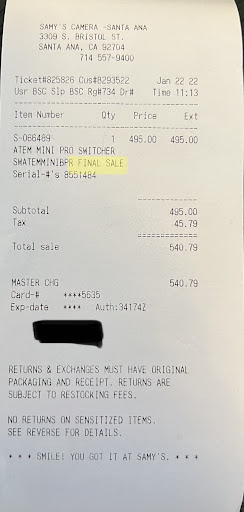 SAMY'S CAMERA -SANTA ANA
3309 S. BRISTOL ST.
SANTA ANA, CA 92704
714 557-9400
Ticket#825826 Cus#8293522 Jan 22 22
Usr BSC Slp BSC Rg#734 Dr# Time 11:13
Item Number Qty Price Ext
S-086489 1 495.00 495.00
ATEM MINI PRO SWITCHER
SWATEMMINIBPR FINAL SALE
Serial-#'s 8551484
Subtotal 495.00
Tax 45.79
Total sale 540.79
MASTER CHG 540.79
Card-# ****5635
Exp-date **** Auth:34174Z
RETURNS & EXCHANGES MUST HAVE ORIGINAL
PACKAGING AND RECEIPT. RETURNS ARE
SUBJECT TO RESTOCKING FEES.
NO RETURNS ON SENSITIZED ITEMS.
SEE REVERSE FOR DETAILS.
* * * SMILE! YOU GOT IT AT SAMY'S. * * *